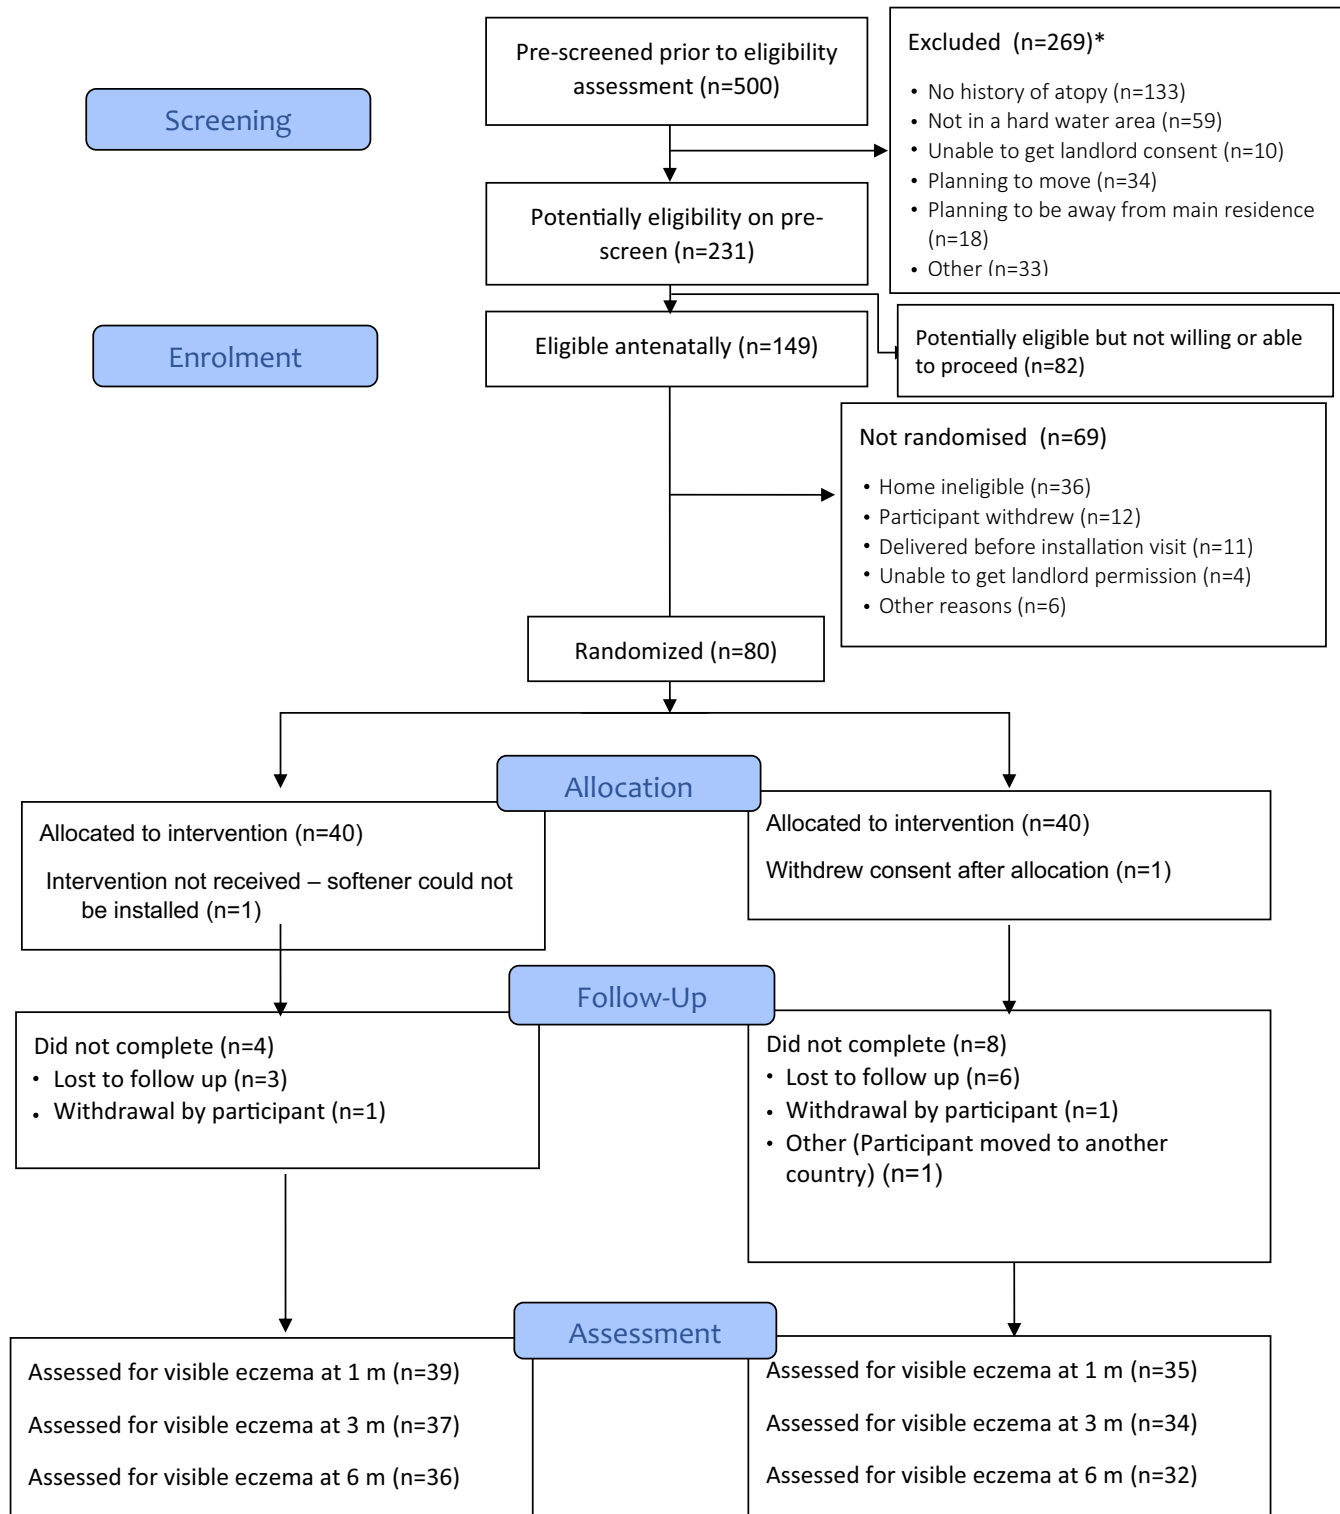 Pre-screened prior to eligibility
assessment (n=500)
Excluded  (n=269)*
• No history of atopy (n=133)
• Not in a hard water area (n=59)
• Unable to get landlord consent (n=10)
• Planning to move (n=34)
• Planning to be away from main residence
(n=18)
• Other (n=33)
Screening
Potentially eligibility on pre-
screen (n=231)
Enrolment
Eligible antenatally (n=149)
Potentially eligible but not willing or able
to proceed (n=82)
Not randomised  (n=69)
• Home ineligible (n=36)
• Participant withdrew (n=12)
• Delivered before installation visit (n=11)
• Unable to get landlord permission (n=4)
• Other reasons (n=6)
Randomized (n=80)
Allocation
Allocated to intervention (n=40)
Intervention not received – softener could not
be installed (n=1)
Allocated to intervention (n=40)
Withdrew consent after allocation (n=1)
Follow-Up
Did not complete (n=4)
• Lost to follow up (n=3)
• Withdrawal by participant (n=1)
Did not complete (n=8)
• Lost to follow up (n=6)
• Withdrawal by participant (n=1)
• Other (Participant moved to another
country) (n=1)
Assessment
Assessed for visible eczema at 1 m (n=39)
Assessed for visible eczema at 3 m (n=37)
Assessed for visible eczema at 6 m (n=36)
Assessed for visible eczema at 1 m (n=35)
Assessed for visible eczema at 3 m (n=34)
Assessed for visible eczema at 6 m (n=32)